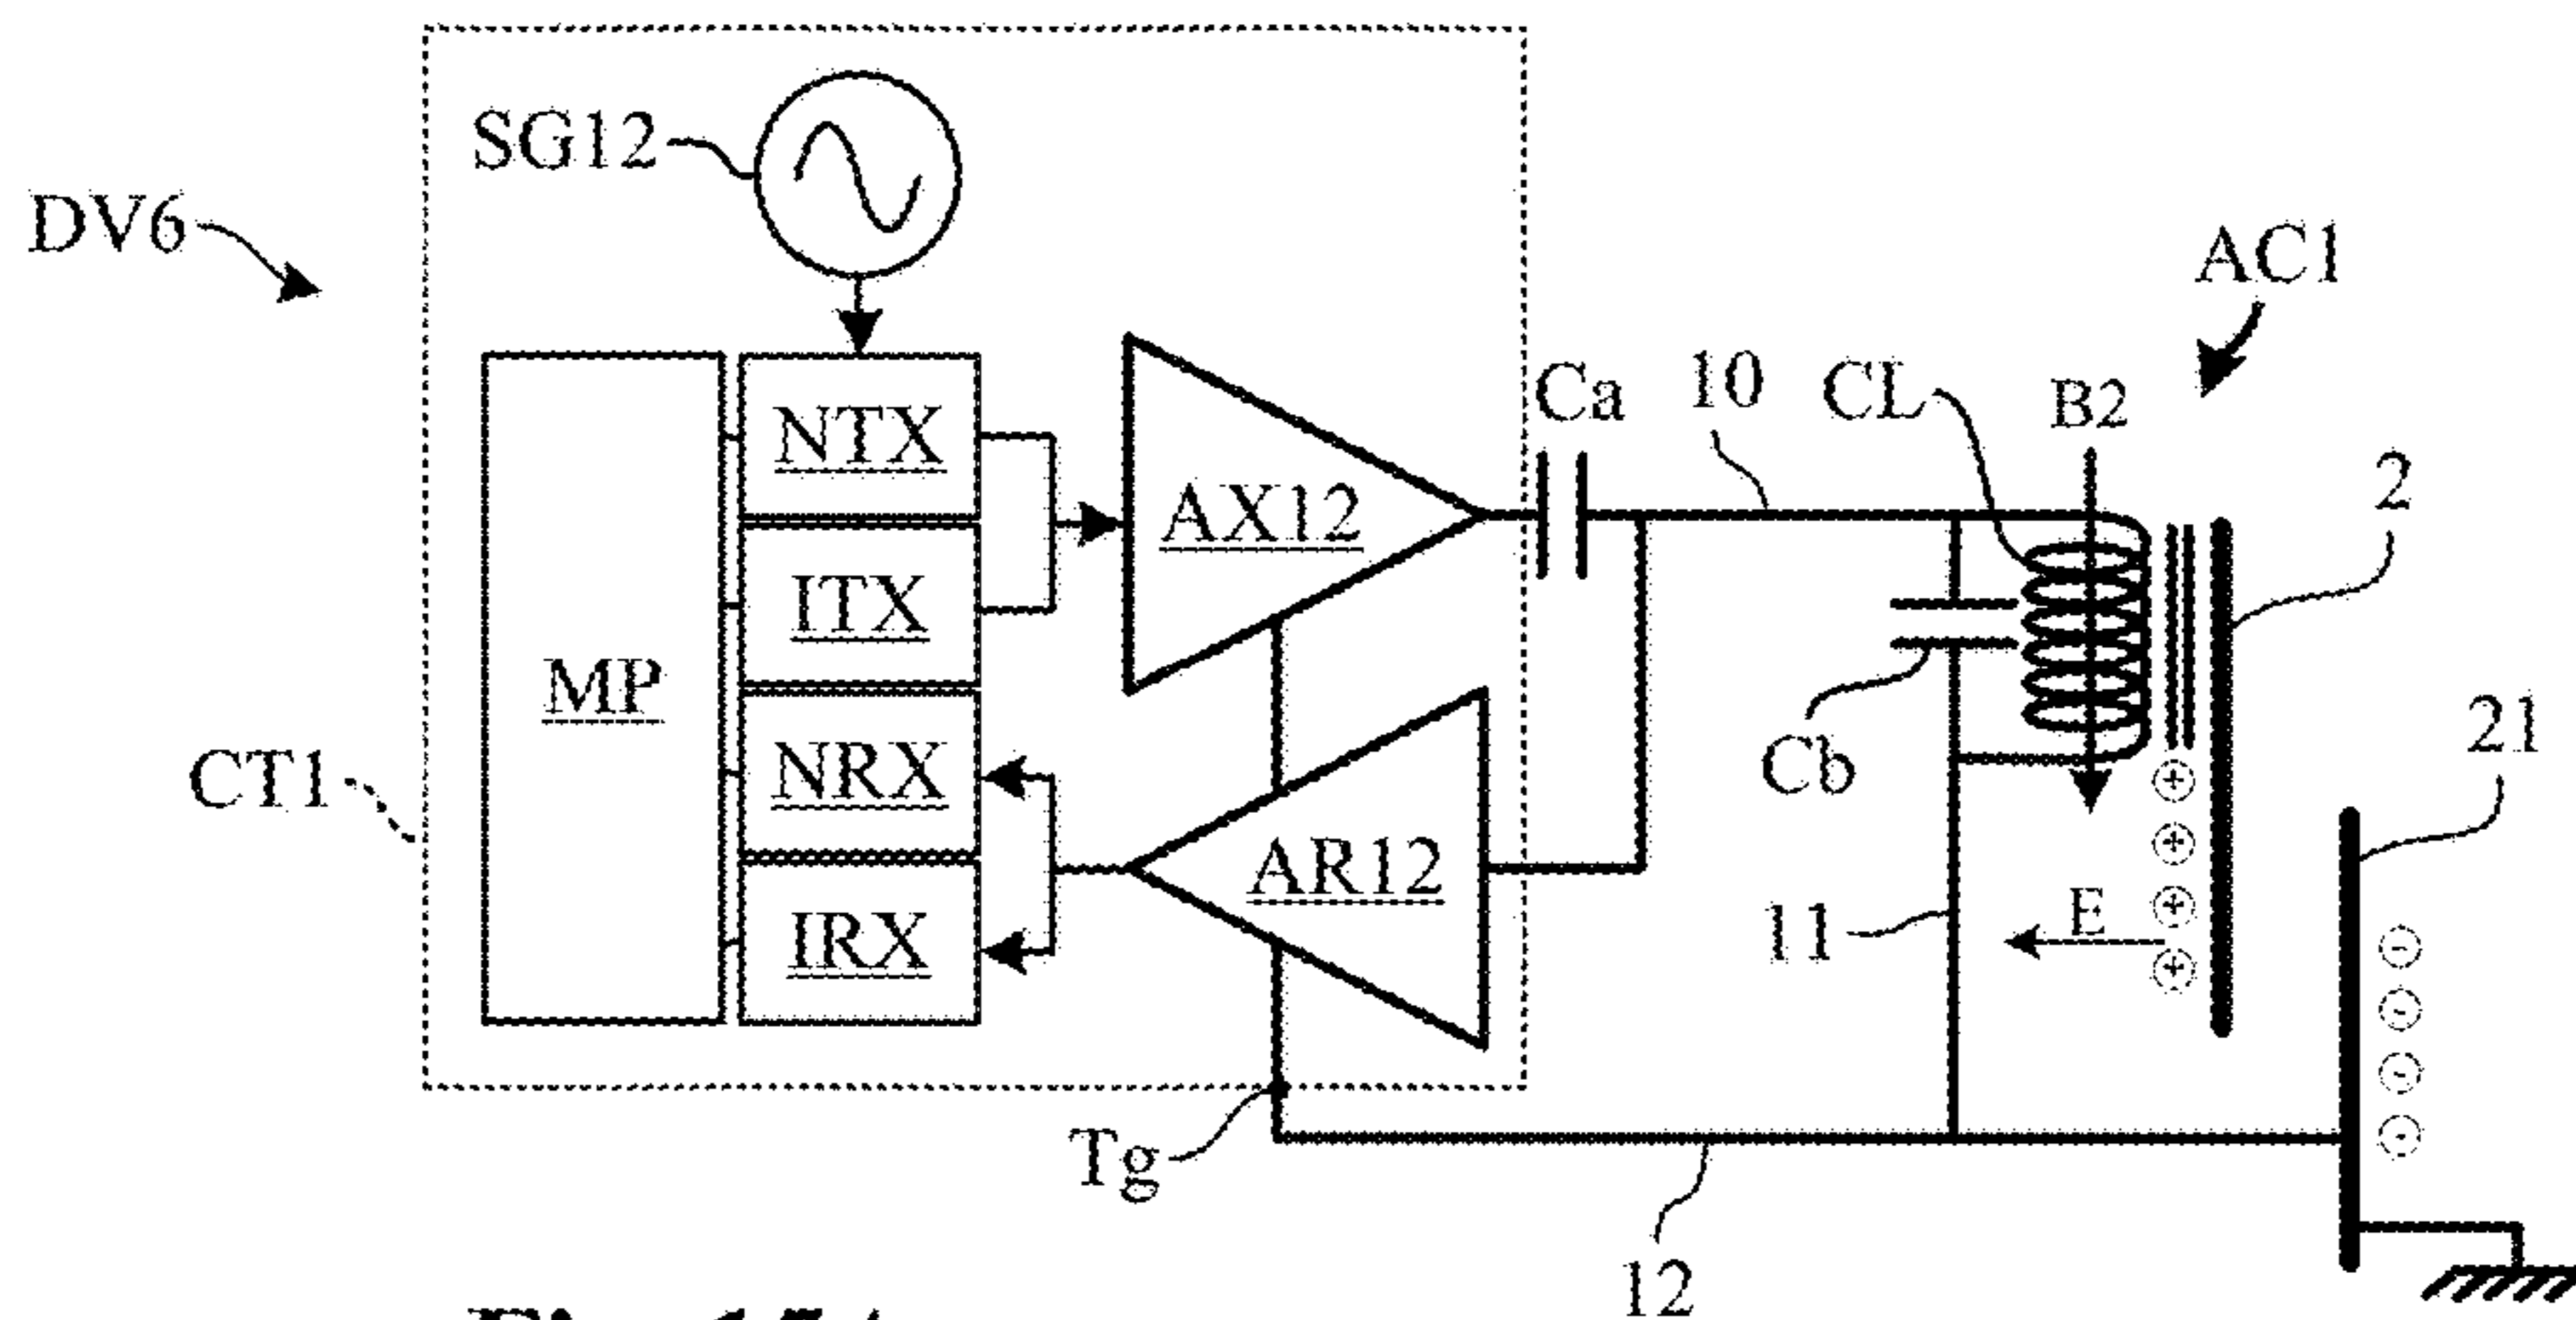 SG12
DV6
AC1
Ca
10
CL
B2
2
NTX
AX12
ITX
MP
21
NRX
Cb
CT1
AR12
11
E
IRX
Tg
12